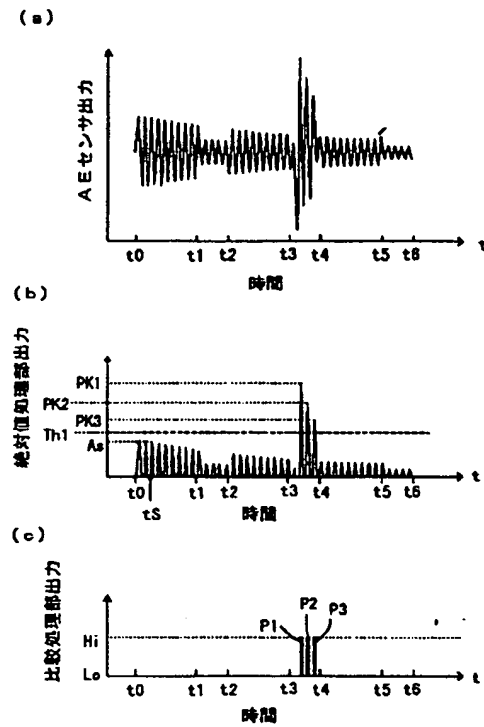 (a)
AEセンサ出力
t0 t1 t2 t3 t4 t5 t6 t
時間
(b)
絶対値処理部出力
PK1
PK2
PK3
Th1
As
t0 t1 t2 t3 t4 t5 t6 t
tS
時間
(c)
比較処理部出力
P1 P2 P3
Hi
Lo
t0 t1 t2 t3 t4 t5 t6 t
時間